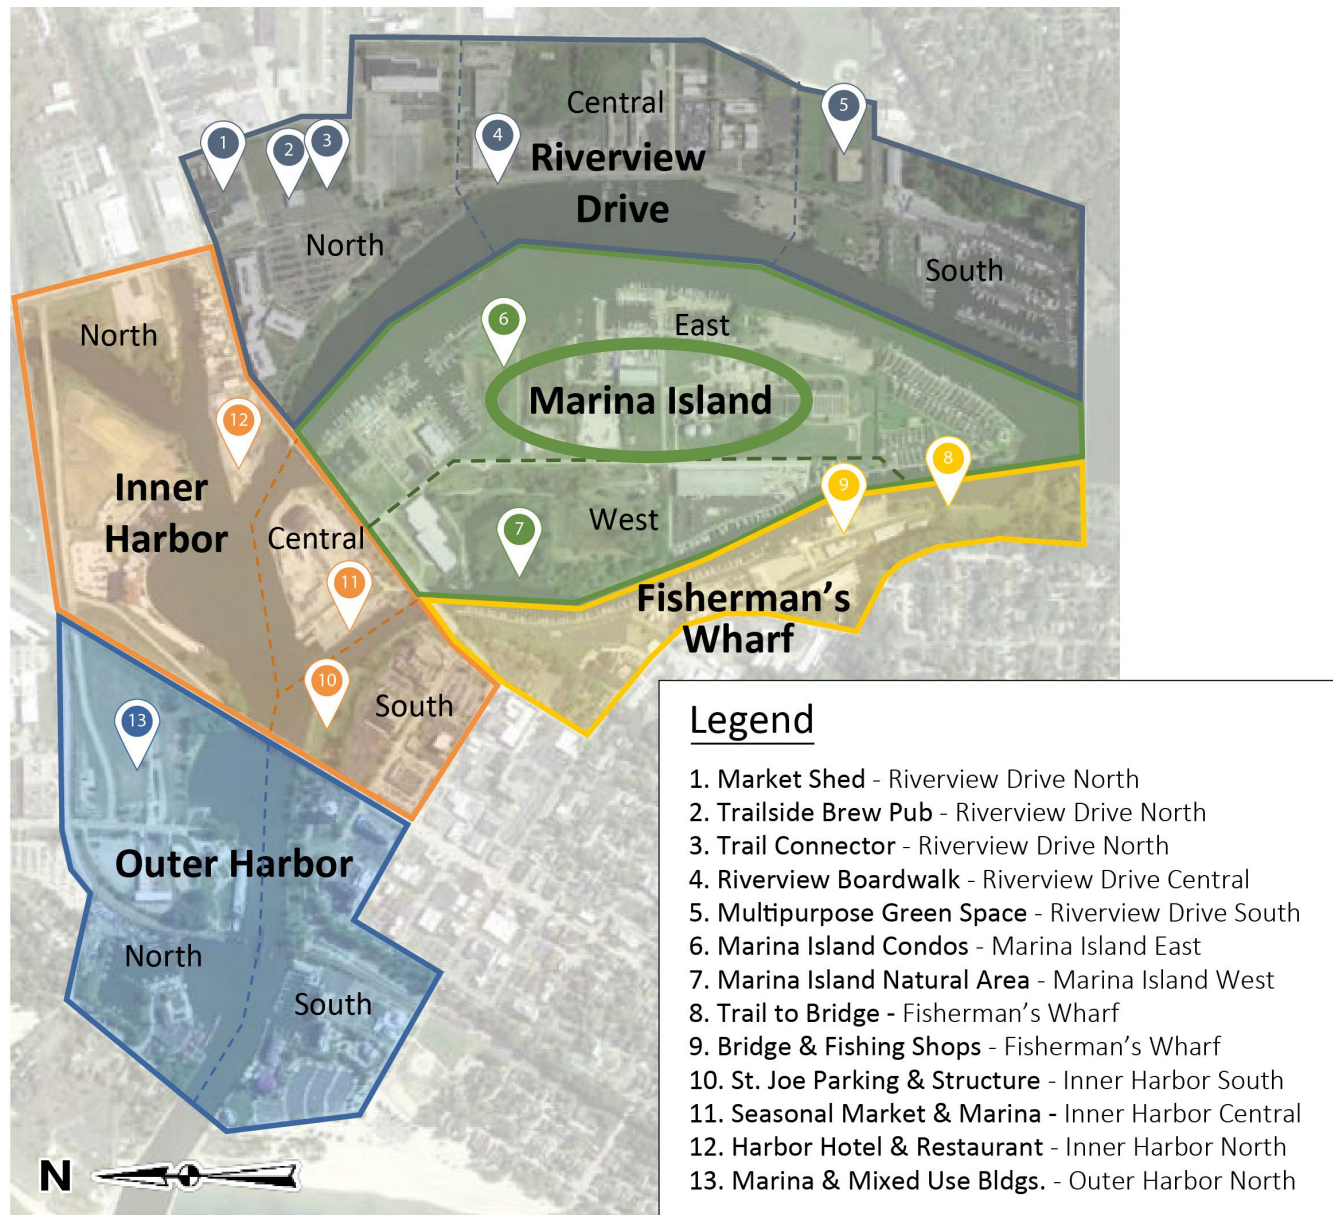 1
2
3
4
5
Central
Riverview
Drive
North
South
North
6
East
Marina Island
12
8
9
Inner
Harbor
Central
7
West
11
Fisherman’s
Wharf
10
South
13
Outer Harbor
North
South
N
Legend
1. Market Shed - Riverview Drive North
2. Trailside Brew Pub - Riverview Drive North
3. Trail Connector - Riverview Drive North
4. Riverview Boardwalk - Riverview Drive Central
5. Multipurpose Green Space - Riverview Drive South
6. Marina Island Condos - Marina Island East
7. Marina Island Natural Area - Marina Island West
8. Trail to Bridge - Fisherman’s Wharf
9. Bridge & Fishing Shops - Fisherman’s Wharf
10. St. Joe Parking & Structure - Inner Harbor South
11. Seasonal Market & Marina - Inner Harbor Central
12. Harbor Hotel & Restaurant - Inner Harbor North
13. Marina & Mixed Use Bldgs. - Outer Harbor North